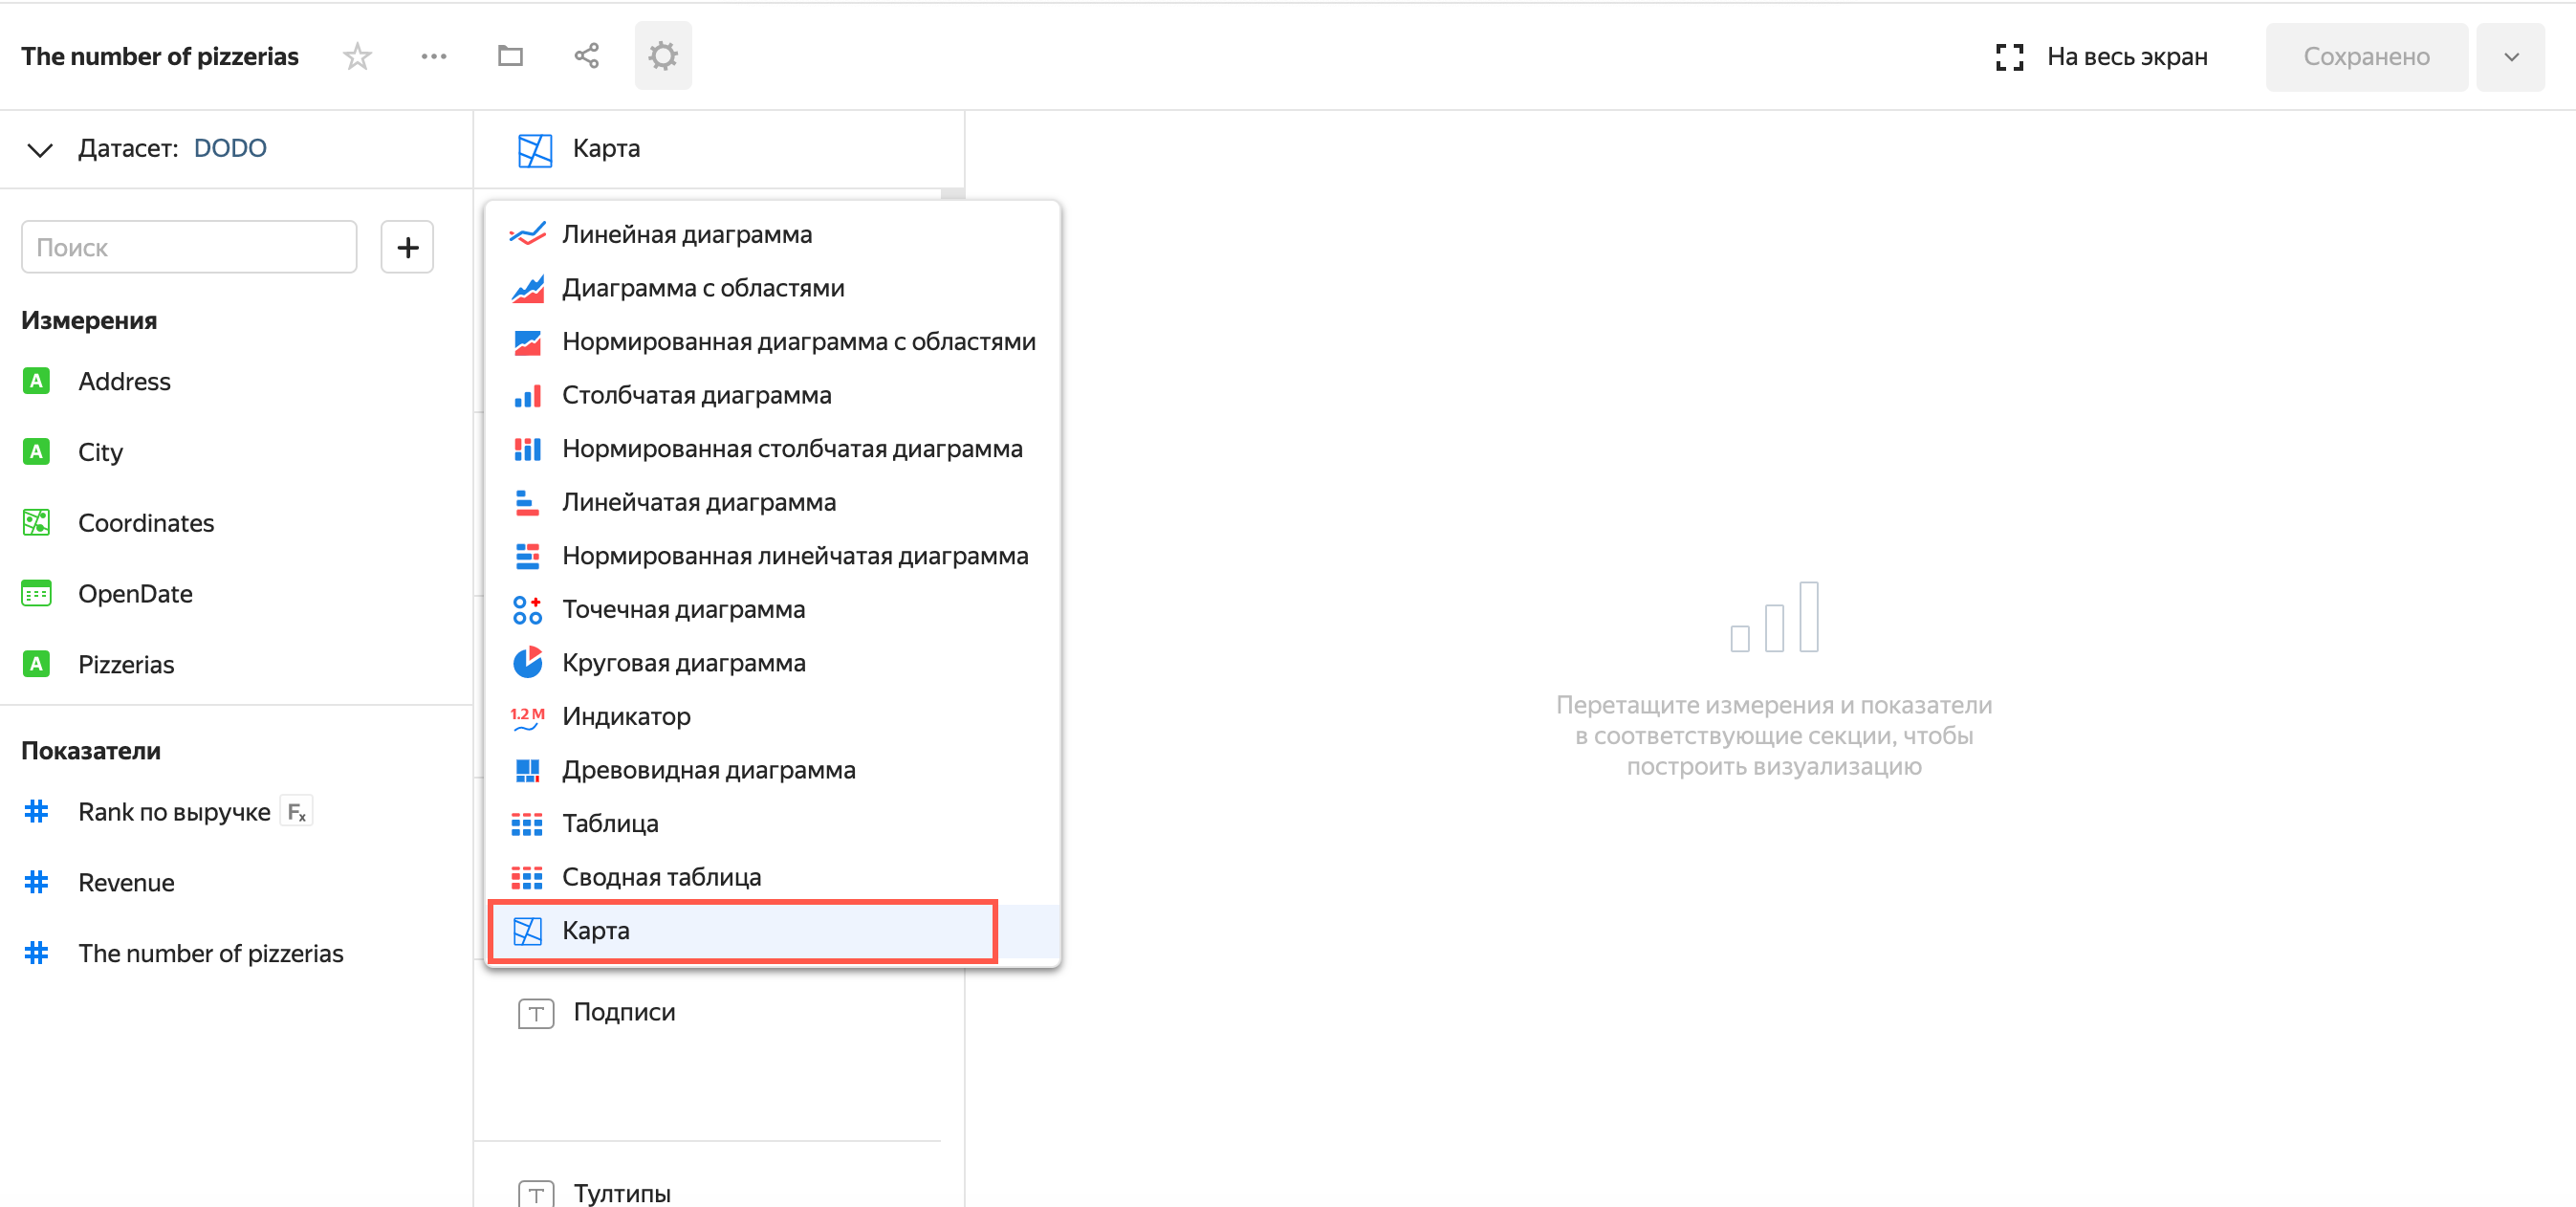 The number of pizzerias
На весь экран
Сохранено
Датасет: DODO
Поиск
Измерения
A Address
A City
Coordinates
OpenDate
A Pizzerias
Показатели
Rank по выручке Fx
Revenue
The number of pizzerias
Карта
Линейная диаграмма
Диаграмма с областями
Нормированная диаграмма с областями
Столбчатая диаграмма
Нормированная столбчатая диаграмма
Линейчатая диаграмма
Нормированная линейчатая диаграмма
Точечная диаграмма
Круговая диаграмма
1.2 M Индикатор
Древовидная диаграмма
Таблица
Сводная таблица
Карта
T Подписи
T Тултипы
Перетащите измерения и показатели
в соответствующие секции, чтобы
построить визуализацию